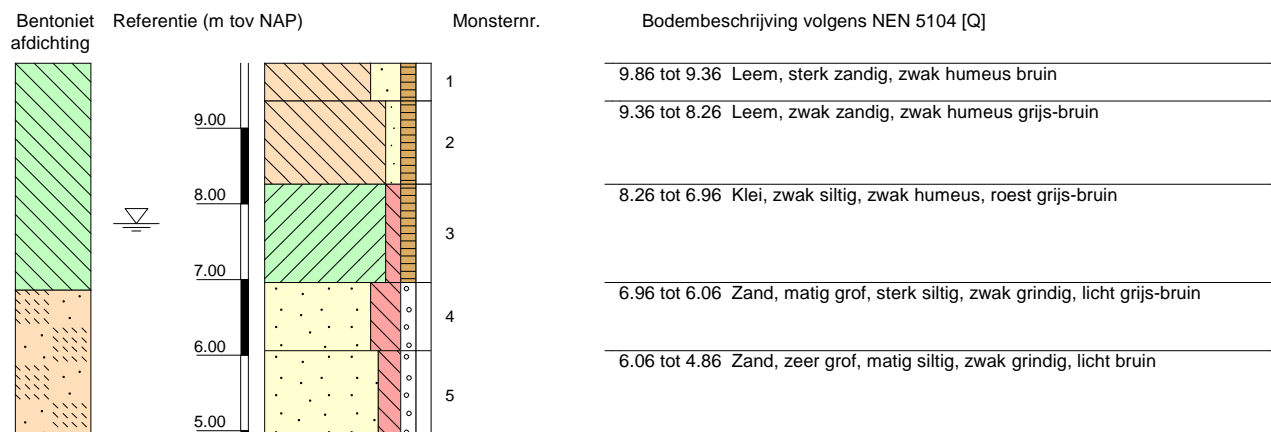 Bentoniet Referentie (m tov NAP) Monsternr. Bodembeschrijving volgens NEN 5104 [Q]
afdichting
1 9.86 tot 9.36 Leem, sterk zandig, zwak humeus bruin
9.36 tot 8.26 Leem, zwak zandig, zwak humeus grijs-bruin
9.00
2
8.26 tot 6.96 Klei, zwak siltig, zwak humeus, roest grijs-bruin
8.00
3
7.00
6.96 tot 6.06 Zand, matig grof, sterk siltig, zwak grindig, licht grijs-bruin
4
6.00
6.06 tot 4.86 Zand, zeer grof, matig siltig, zwak grindig, licht bruin
5
5.00